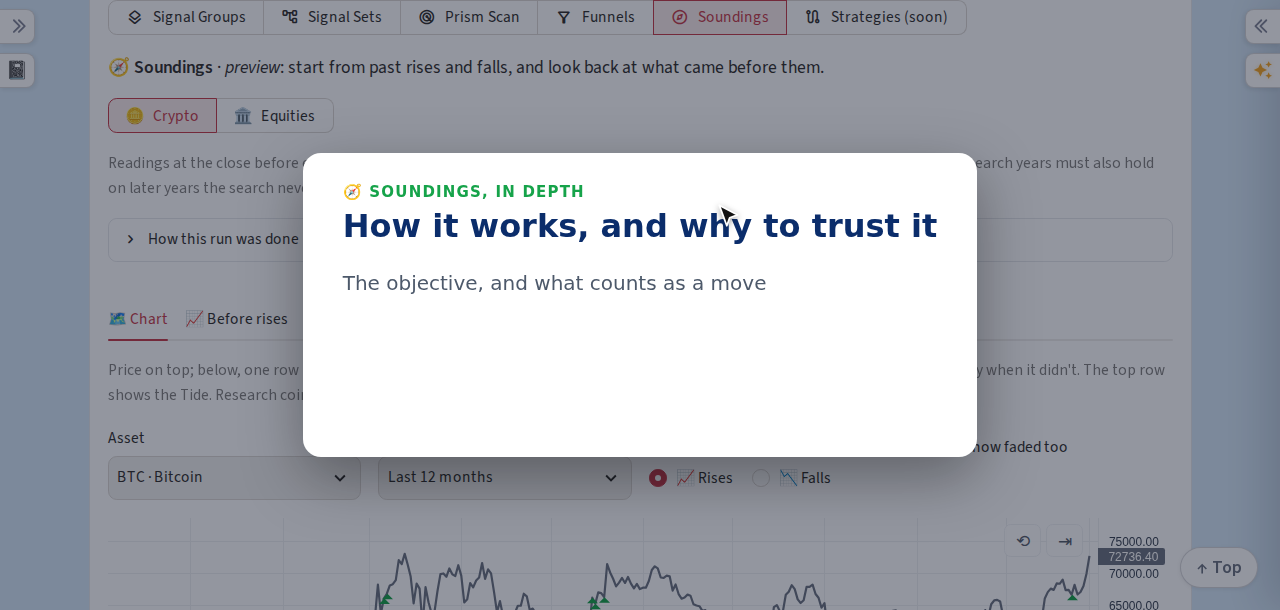 Signal Groups
Signal Sets
Prism Scan
Funnels
Soundings
Strategies (soon)
Soundings · preview: start from past rises and falls, and look back at what came before them.
Crypto
Equities
Readings at the close before
earch years must also hold
on later years the search nev
SOUNDINGS, IN DEPTH
How it works, and why to trust it
The objective, and what counts as a move
How this run was done
Chart
Before rises
Price on top; below, one row
y when it didn't. The top row
shows the Tide. Research coi
Asset
now faded too
BTC · Bitcoin
Last 12 months
Rises
Falls
75000.00
72736.40
70000.00
65000.00
↑ Top